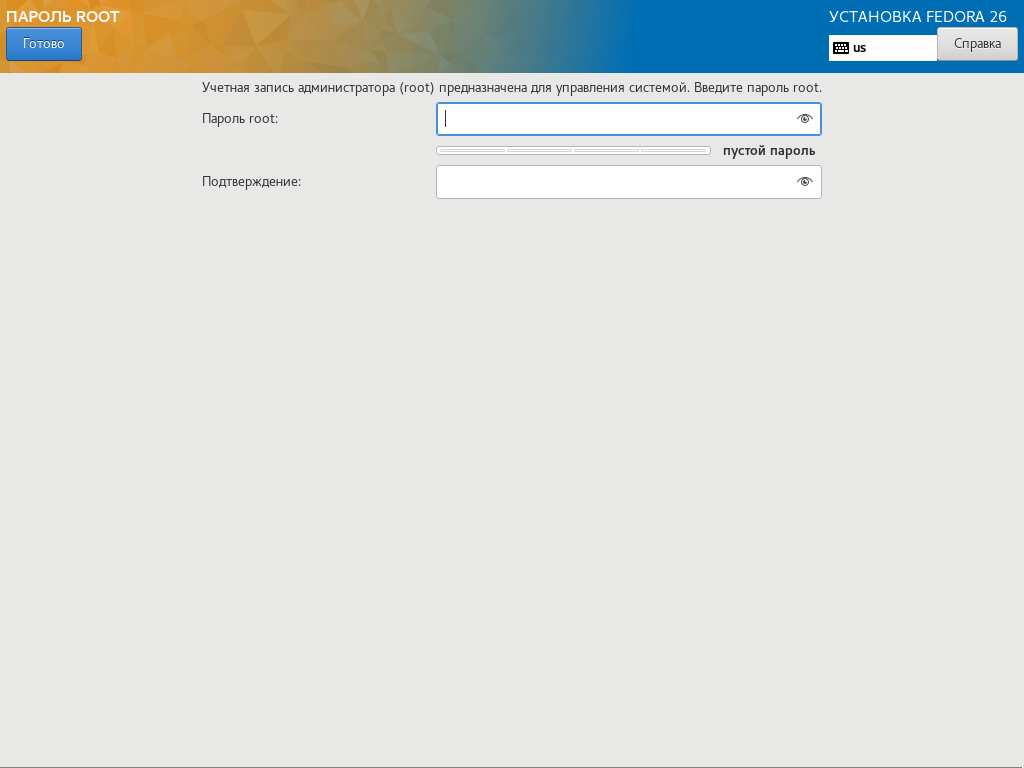 ПАРОЛЬ ROOT
УСТАНОВКА FEDORA 26
Готово
us
Справка
Учетная запись администратора (root) предназначена для управления системой. Введите пароль root.
Пароль root:
пустой пароль
Подтверждение: